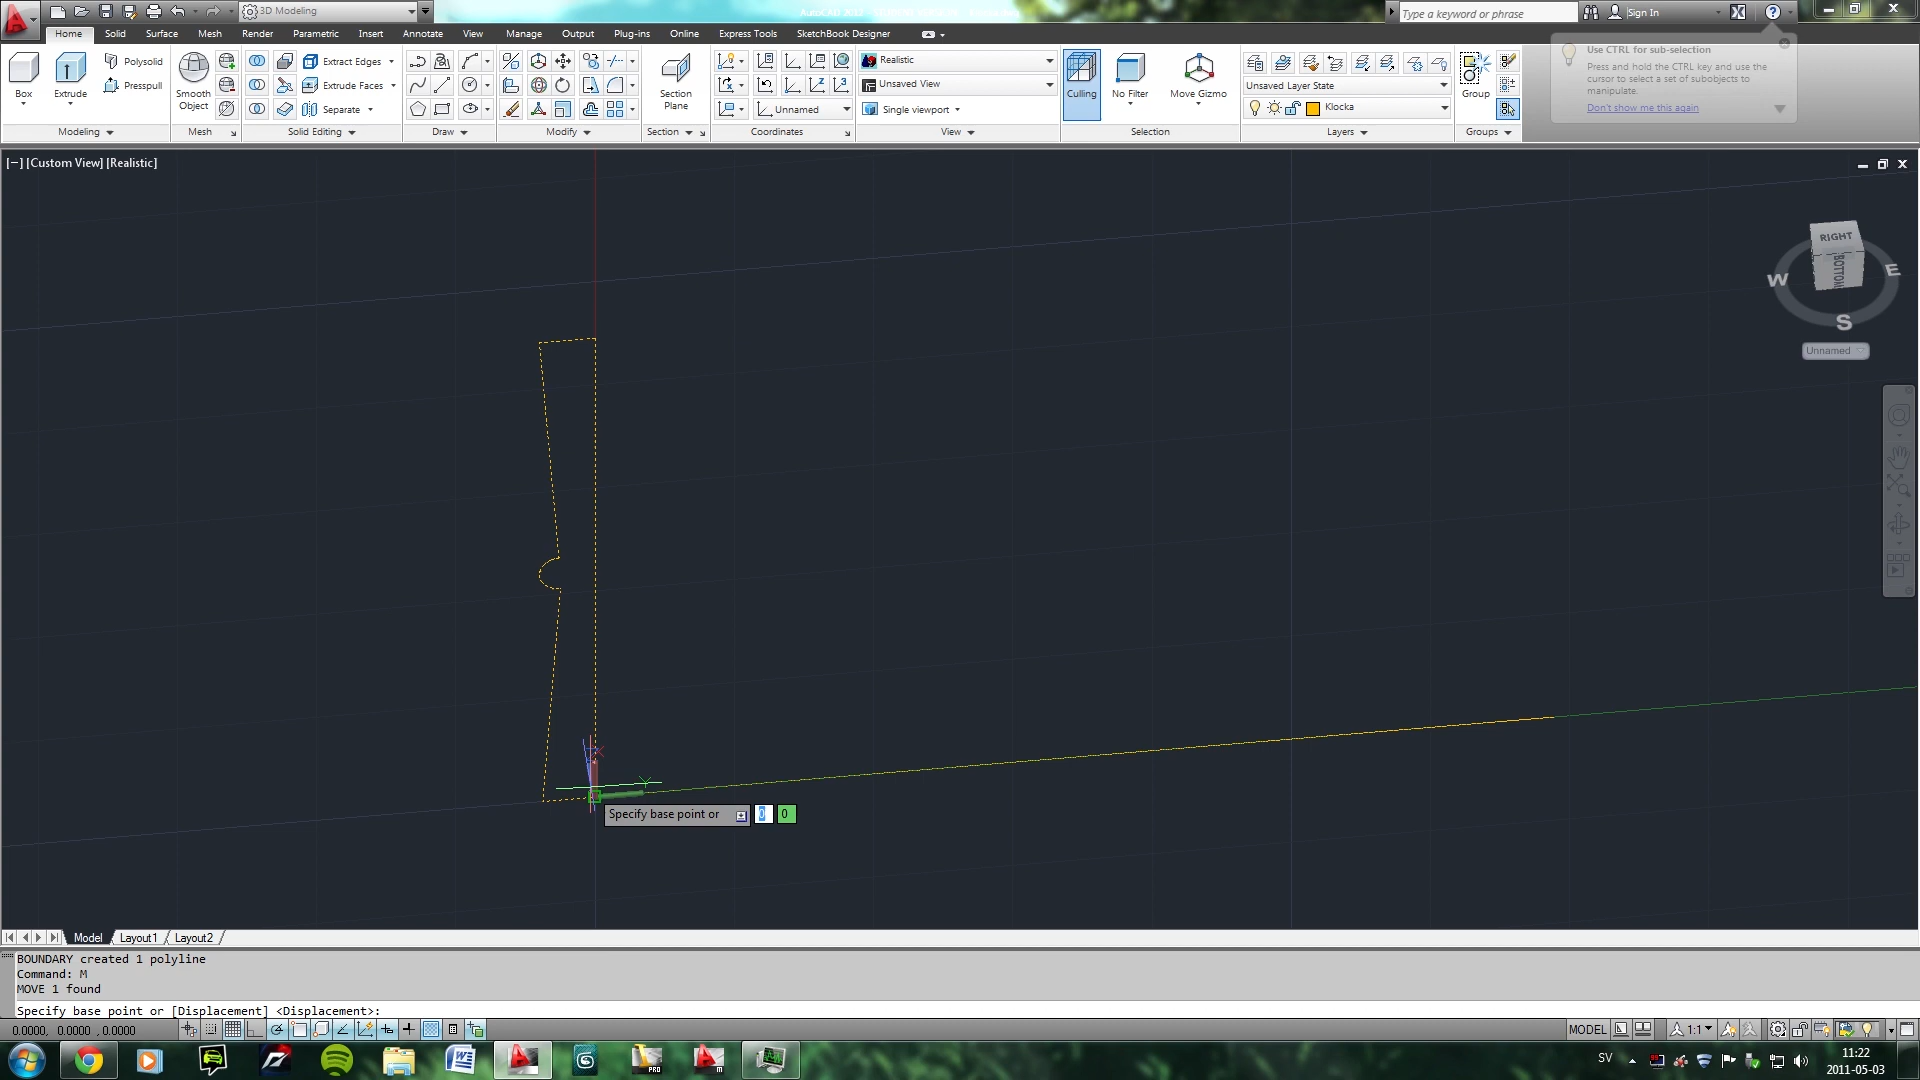 3D Modeling
AutoCAD 2012
Type a keyword or phrase
Sign In
Home Solid Surface Mesh Render Parametric Insert Annotate View Manage Output Plug-ins Online Express Tools SketchBook Designer
Use CTRL for sub-selection
Press and hold the CTRL key and use the
cursor to select a set of subobjects to
manipulate.
Don't show me this again
Box
Extrude
Polysolid
Presspull
Smooth
Object
Extract Edges
Extrude Faces
Separate
Section
Plane
Unnamed
Realistic
Unsaved View
Single viewport
Culling
No Filter
Move Gizmo
Unsaved Layer State
Klocka
Group
Modeling
Mesh
Solid Editing
Draw
Modify
Section
Coordinates
View
Selection
Layers
Groups
[−] [Custom View] [Realistic]
RIGHT
BOTTOM
W
E
S
Unnamed
X
Y
Specify base point or 0 0
Model Layout1 Layout2
BOUNDARY created 1 polyline
Command: M
MOVE 1 found
Specify base point or [Displacement] <Displacement>:
0.0000, 0.0000 , 0.0000
MODEL
1:1
PRO
SV
11:22
2011-05-03